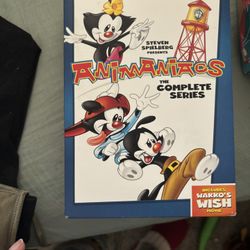 STEVEN
SPIELBERG
PRESENTS
ANIMANIACS
THE
COMPLETE
SERIES
INCLUDES
WAKKO'S
WISH
MOVIE